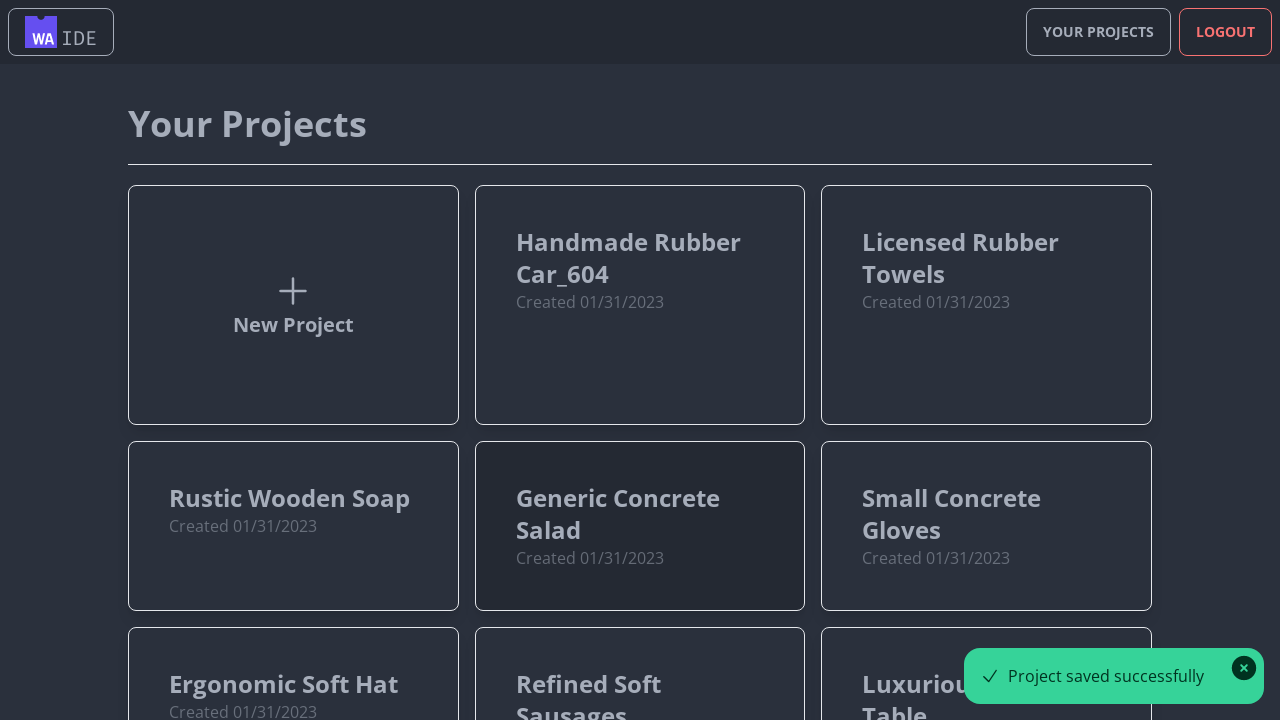 WA IDE
YOUR PROJECTS
LOGOUT
Your Projects
New Project
Handmade Rubber
Car_604
Created 01/31/2023
Licensed Rubber
Towels
Created 01/31/2023
Rustic Wooden Soap
Created 01/31/2023
Generic Concrete
Salad
Created 01/31/2023
Small Concrete
Gloves
Created 01/31/2023
Ergonomic Soft Hat
Created 01/31/2023
Refined Soft
Sausages
Table
Project saved successfully